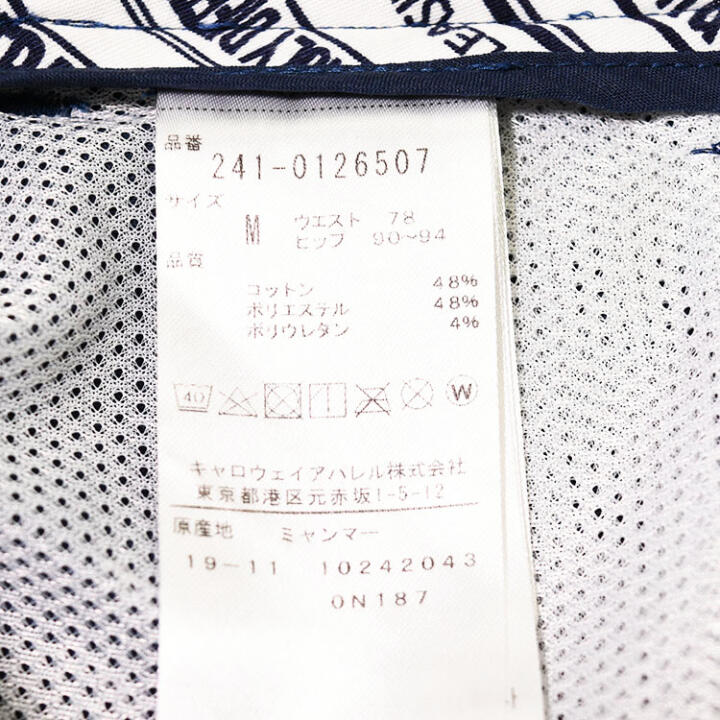 品番
241-0126507
サイズ
M ウエスト 78
ヒップ 90~94
品質
コットン 48%
ポリエステル 48%
ポリウレタン 4%
40 W
キャロウェイアパレル株式会社
東京都港区元赤坂1-5-12
原産地 ミャンマー
19-11 10242043
0N187